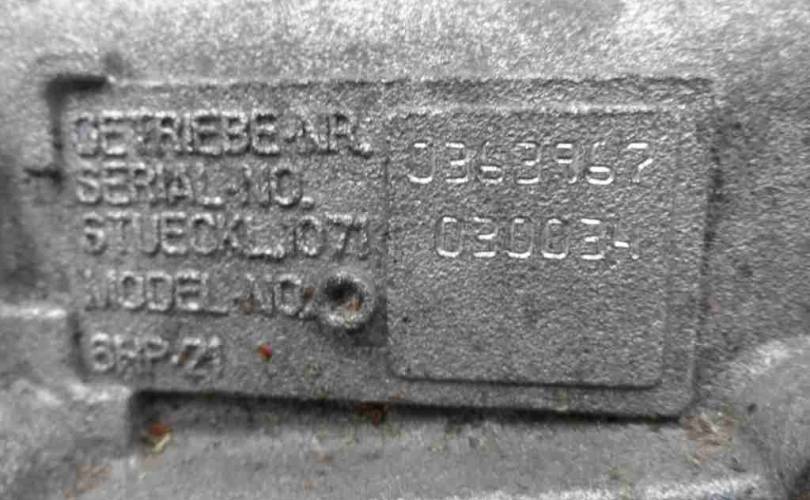 GETRIEBE-NR. 0363967
SERIAL-NO.
STUECKL.1071 030034
MODEL-NO.
6HP-21